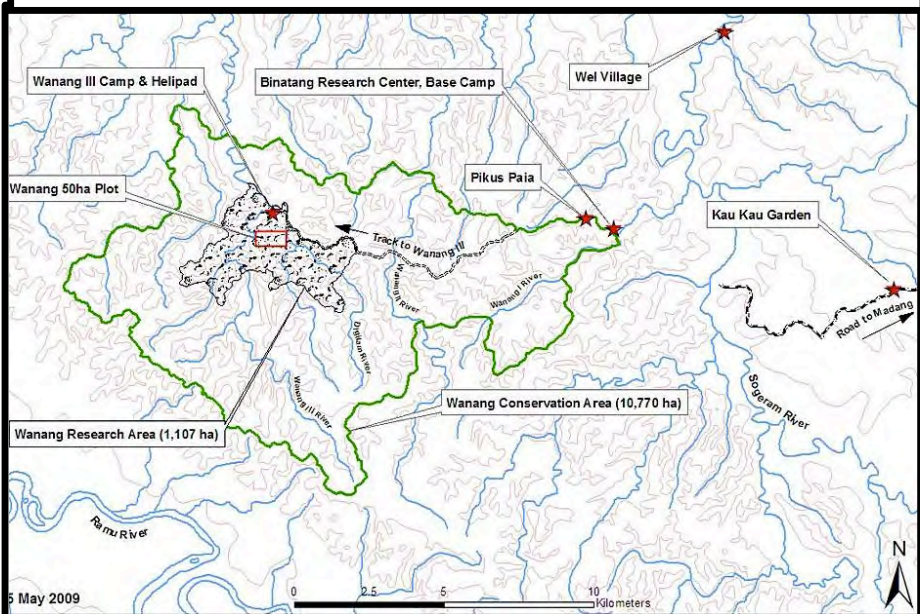 Wel Village
Wanang III Camp & Helipad
Binatang Research Center, Base Camp
Pikus Paia
Wanang 50ha Plot
Kau Kau Garden
Track to Wanang III
Wanang II River
Wanang I River
Road to Madang
Digitam River
Wanang III River
Wanang Conservation Area (10,770 ha)
Sogeram River
Wanang Research Area (1,107 ha)
Ramu River
N
5 May 2009
0 2.5 5 10
Kilometers